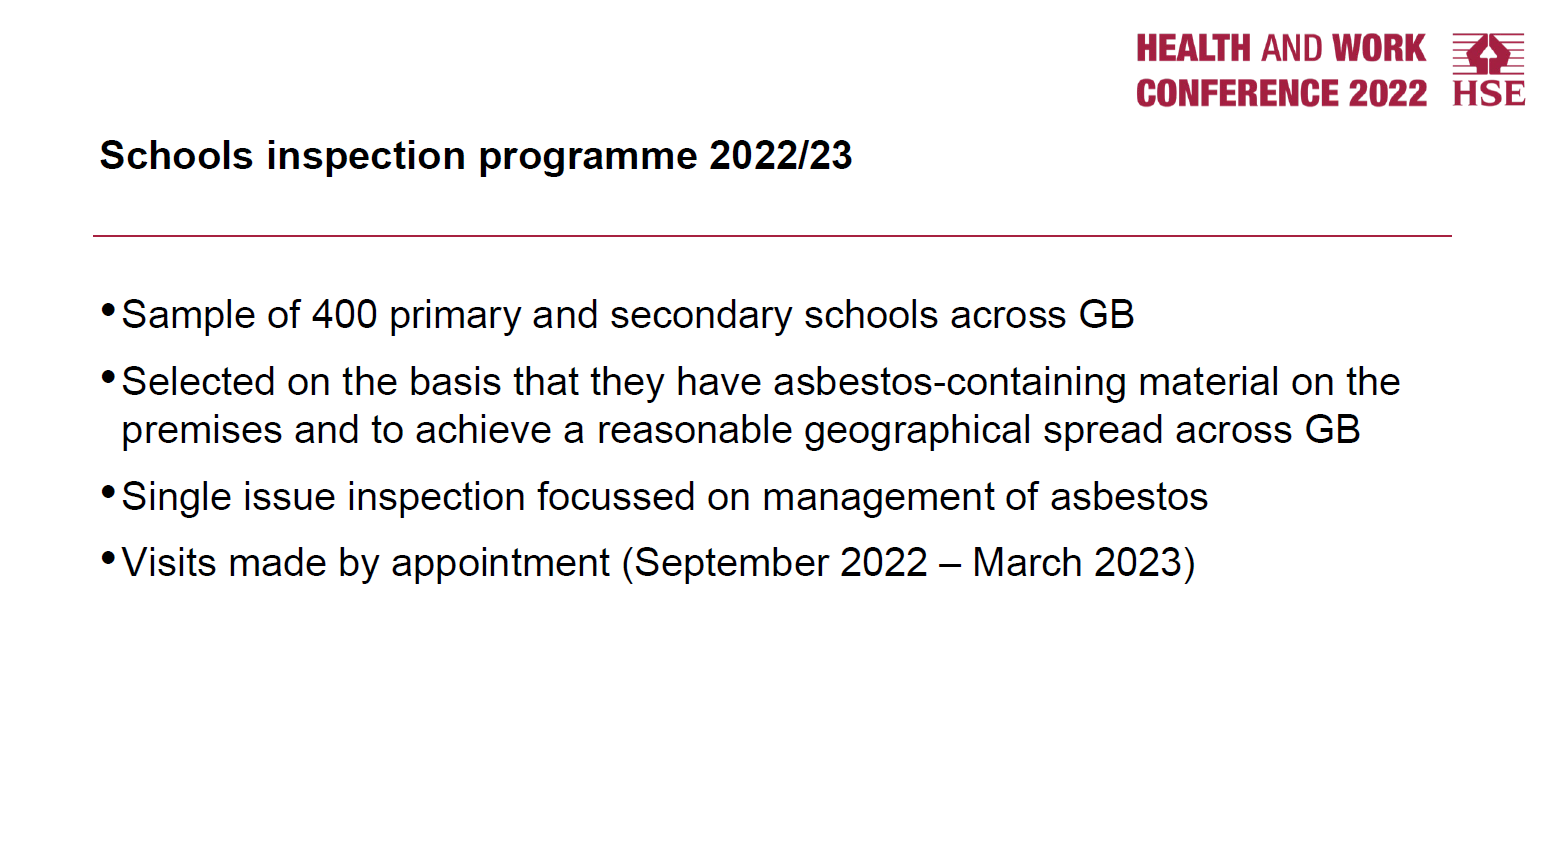 HEALTH AND WORK
CONFERENCE 2022
HSE
Schools inspection programme 2022/23
•Sample of 400 primary and secondary schools across GB
•Selected on the basis that they have asbestos-containing material on the
premises and to achieve a reasonable geographical spread across GB
•Single issue inspection focussed on management of asbestos
•Visits made by appointment (September 2022 – March 2023)